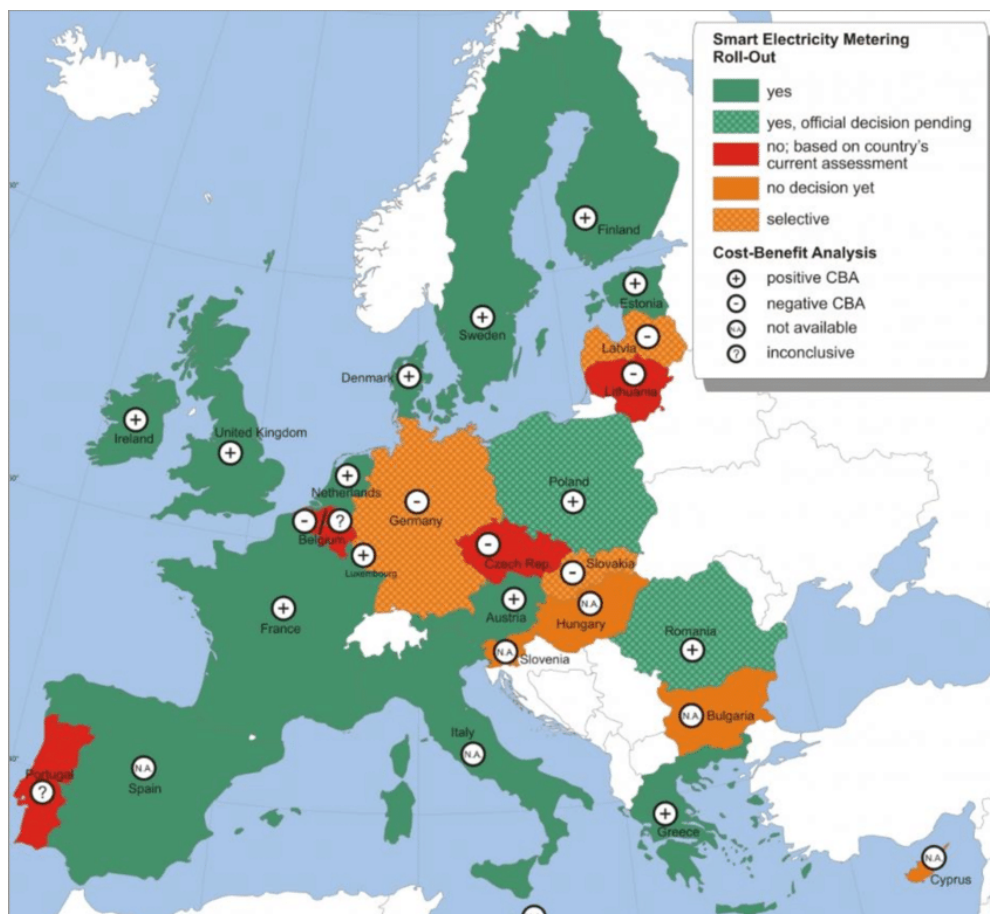 Smart Electricity Metering
Roll-Out
yes
yes, official decision pending
no; based on country's
current assessment
no decision yet
selective
Cost-Benefit Analysis
+ positive CBA
- negative CBA
N.A. not available
? inconclusive
+
Finland
+
Estonia
+
Sweden
-
Latvia
-
Lithuania
Denmark +
+
Ireland
United Kingdom
+
+
Netherlands
Poland
+
-
Germany
- / ?
Belgium
+
Luxembourg
-
Czech Rep.
Slovakia
-
+
France
+
Austria
N.A.
Hungary
Romania
+
N.A. Slovenia
N.A. Bulgaria
Italy
N.A.
N.A.
Spain
Portugal
?
+
Greece
N.A.
Cyprus